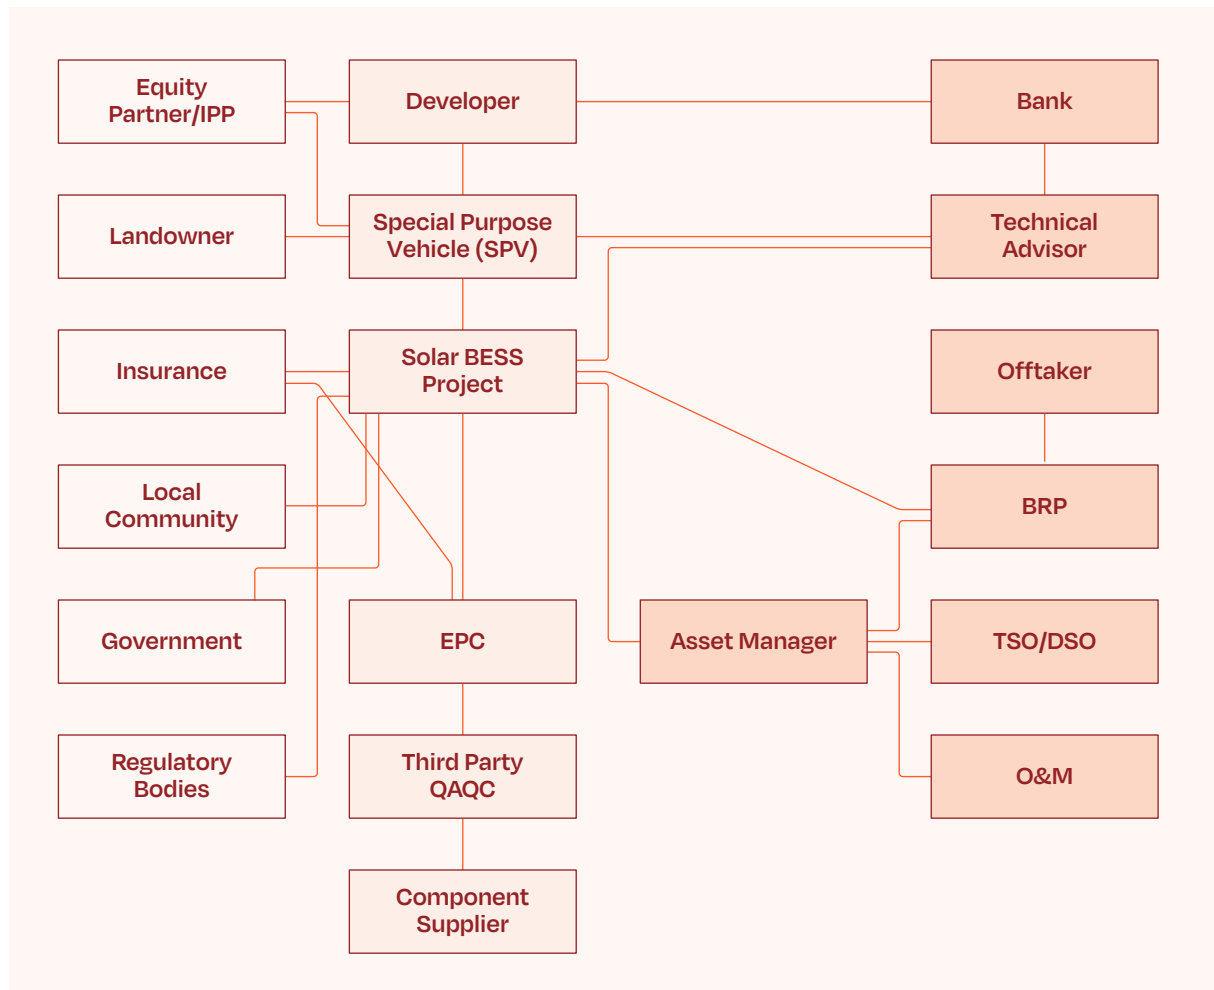 Equity
Partner/IPP
Developer
Bank
Landowner
Special Purpose
Vehicle (SPV)
Technical
Advisor
Insurance
Solar BESS
Project
Offtaker
Local
Community
BRP
Government
EPC
Asset Manager
TSO/DSO
Regulatory
Bodies
Third Party
QAQC
O&M
Component
Supplier